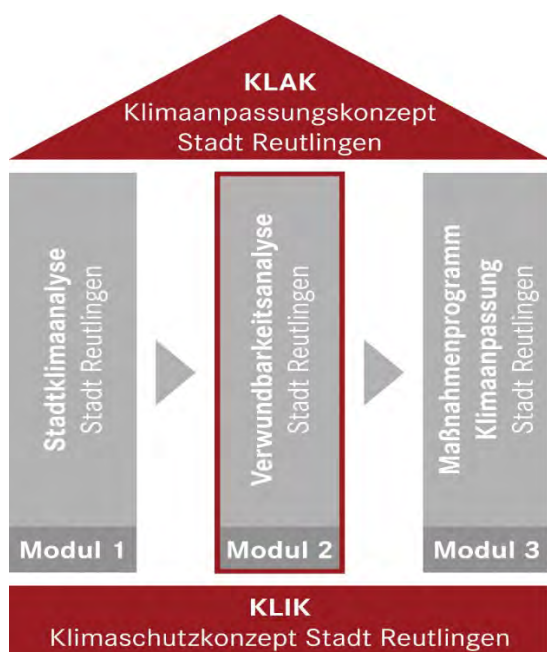 KLAK
Klimaanpassungskonzept
Stadt Reutlingen
Stadtklimaanalyse
Stadt Reutlingen
Modul 1
Verwundbarkeitsanalyse
Stadt Reutlingen
Modul 2
Maßnahmenprogramm
Klimaanpassung
Stadt Reutlingen
Modul 3
KLIK
Klimaschutzkonzept Stadt Reutlingen